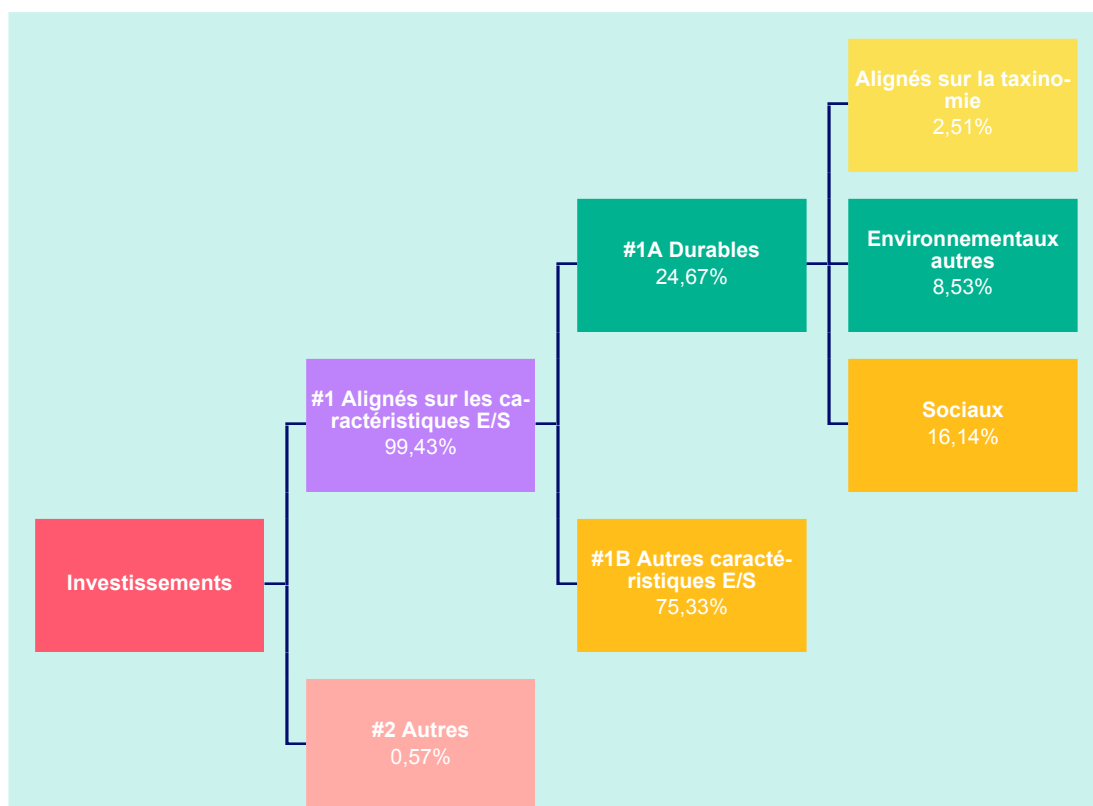 Alignés sur la taxino-
mie
2,51%
#1A Durables
24,67%
Environnementaux
autres
8,53%
#1 Alignés sur les ca-
ractéristiques E/S
99,43%
Sociaux
16,14%
Investissements
#1B Autres caracté-
ristiques E/S
75,33%
#2 Autres
0,57%